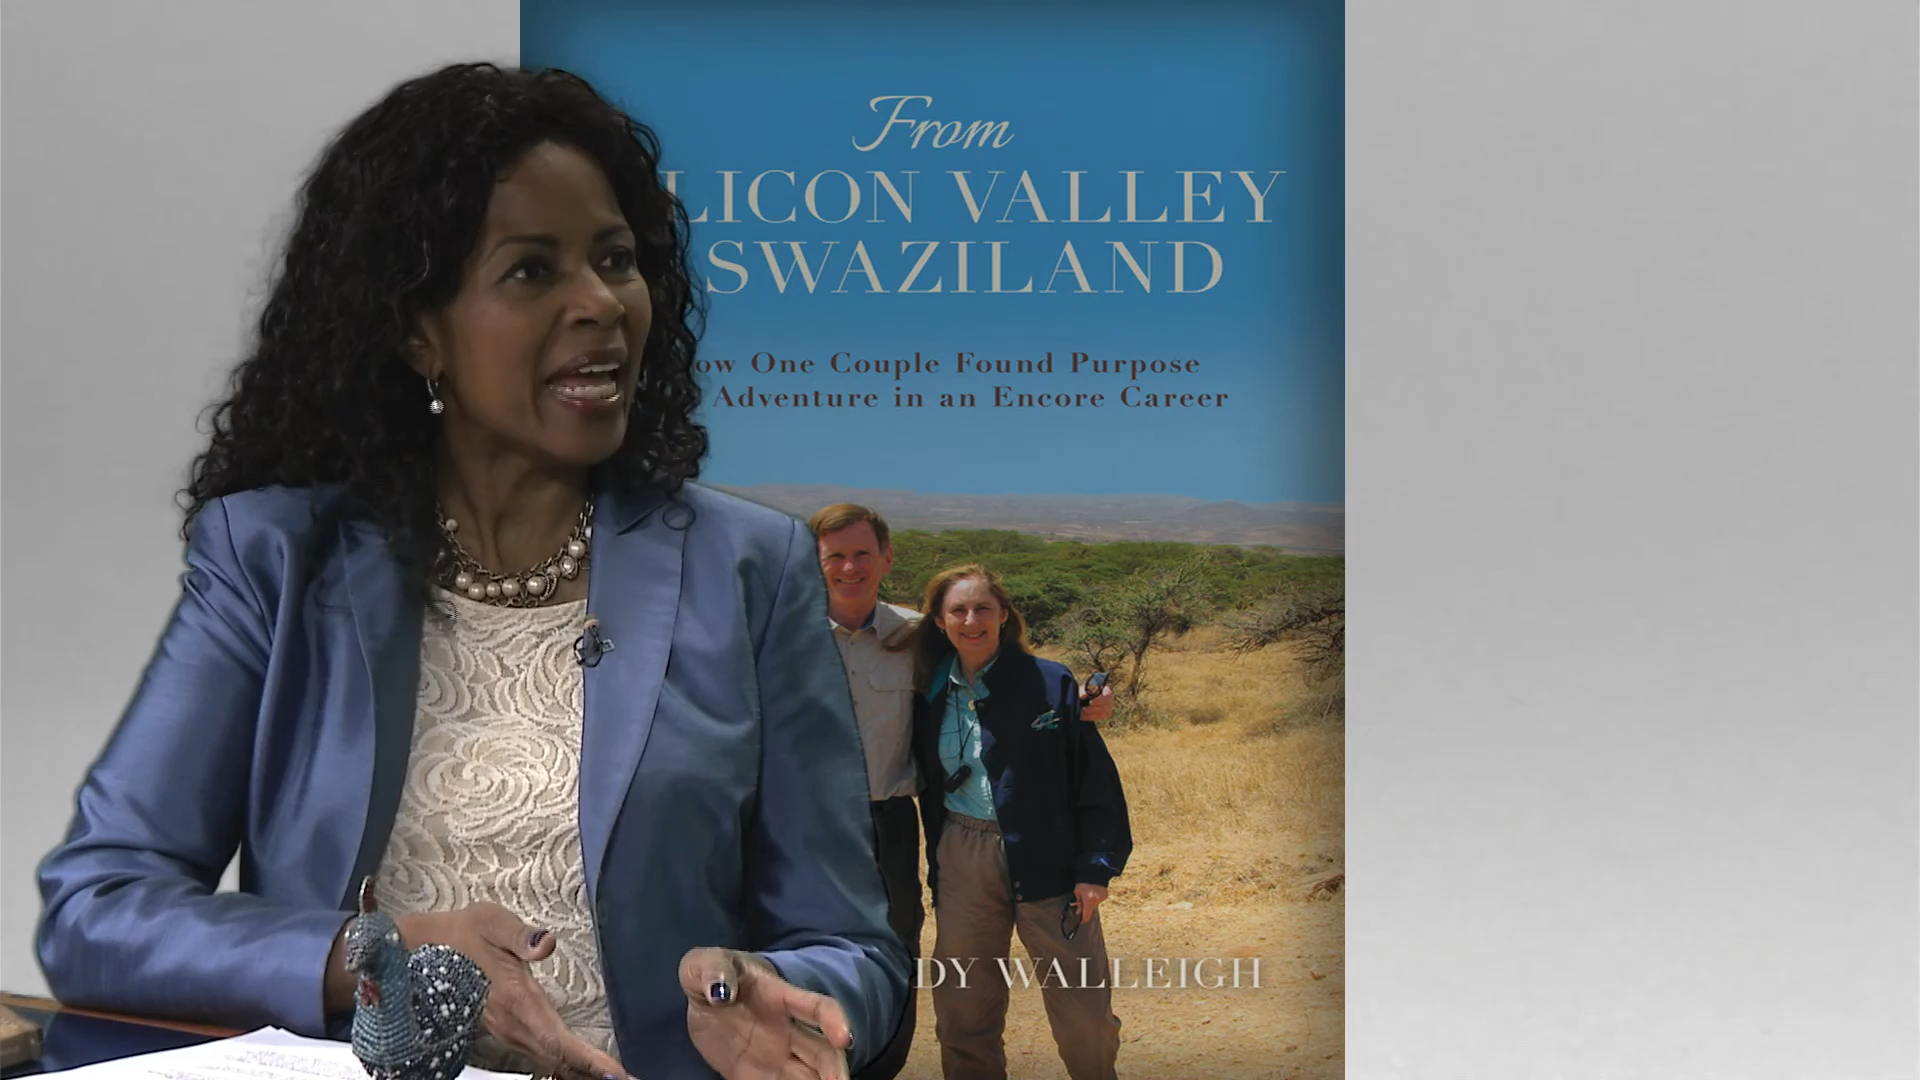 From
LICON VALLEY
SWAZILAND
ow One Couple Found Purpose
Adventure in an Encore Career
DY WALLEIGH